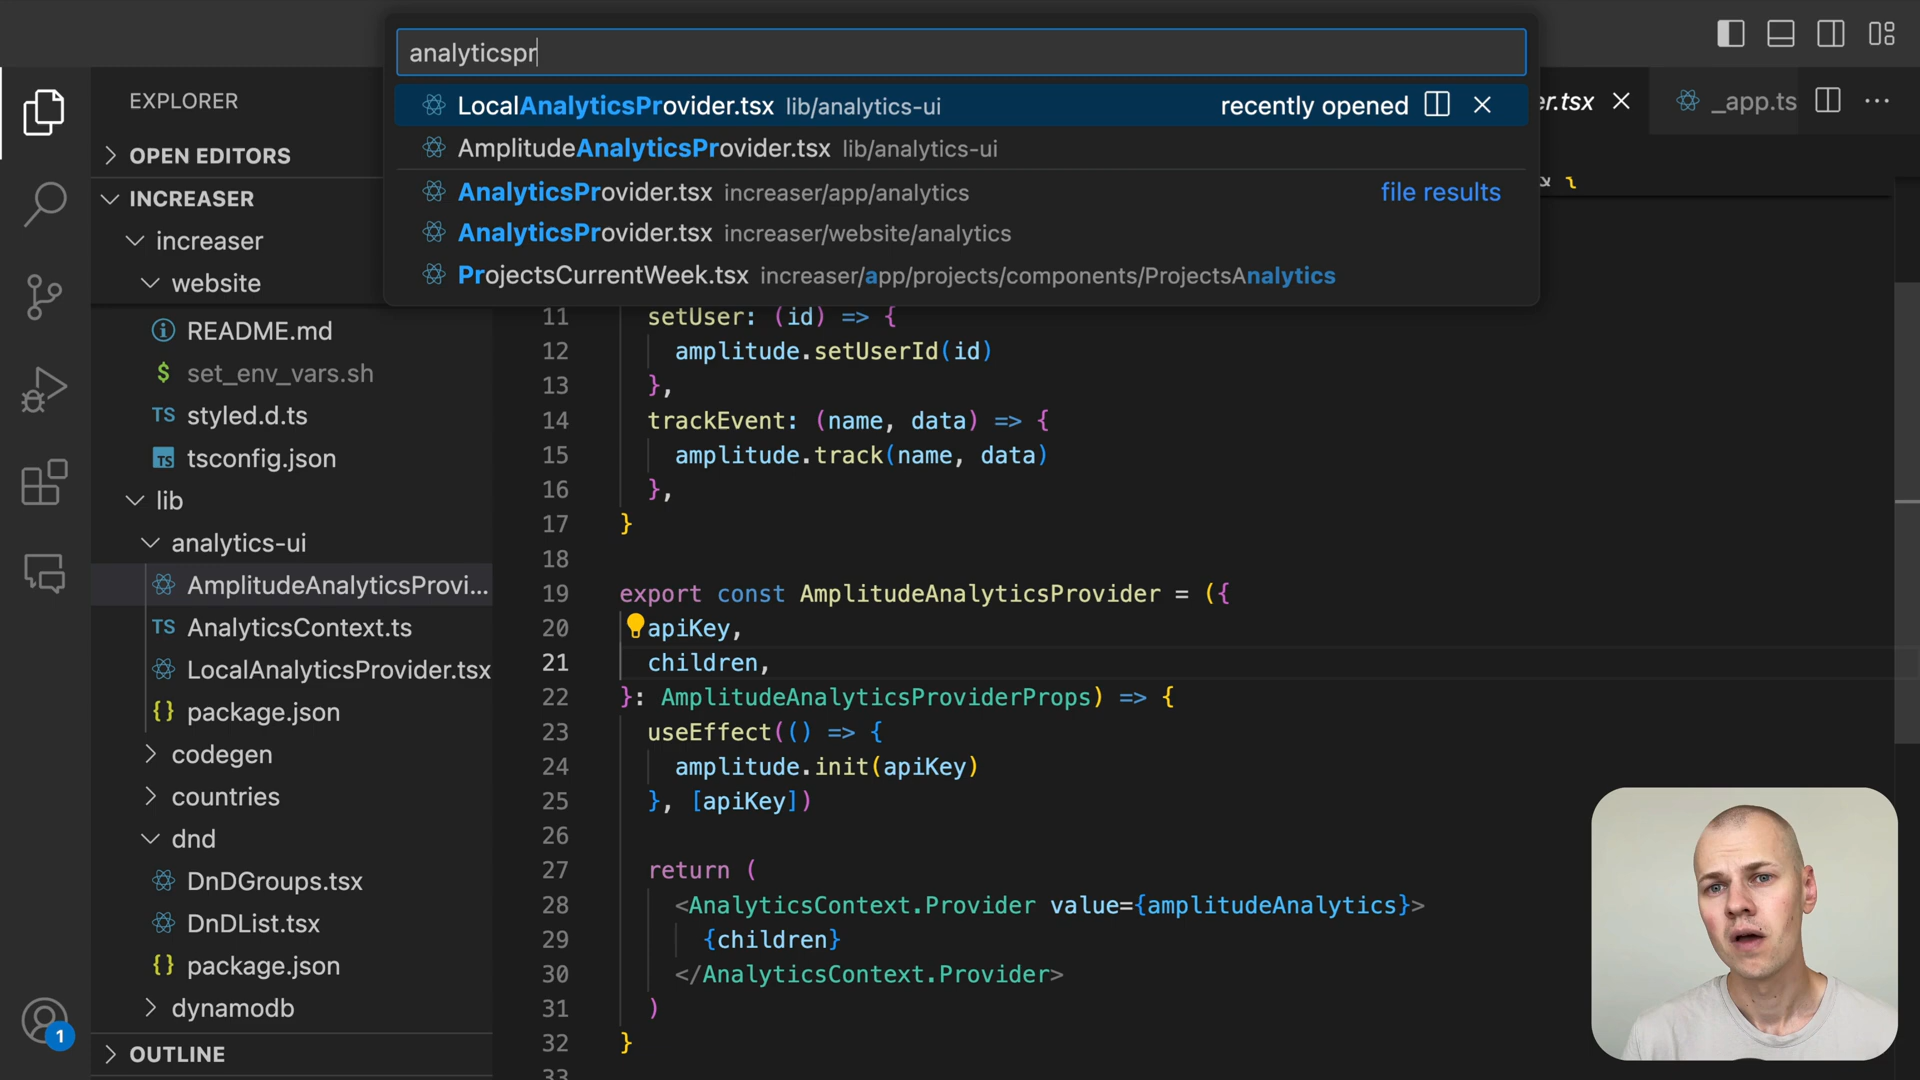 analyticspr
LocalAnalyticsProvider.tsx lib/analytics-ui recently opened
AmplitudeAnalyticsProvider.tsx lib/analytics-ui
AnalyticsProvider.tsx increaser/app/analytics file results
AnalyticsProvider.tsx increaser/website/analytics
ProjectsCurrentWeek.tsx increaser/app/projects/components/ProjectsAnalytics
er.tsx
_app.ts
EXPLORER
OPEN EDITORS
INCREASER
increaser
website
README.md
$ set_env_vars.sh
TS styled.d.ts
TS tsconfig.json
lib
analytics-ui
AmplitudeAnalyticsProvi...
TS AnalyticsContext.ts
LocalAnalyticsProvider.tsx
{} package.json
codegen
countries
dnd
DnDGroups.tsx
DnDList.tsx
{} package.json
dynamodb
OUTLINE
1
11 setUser: (id) => {
12 amplitude.setUserId(id)
13 },
14 trackEvent: (name, data) => {
15 amplitude.track(name, data)
16 },
17 }
18
19 export const AmplitudeAnalyticsProvider = ({
20 apiKey,
21 children,
22 }: AmplitudeAnalyticsProviderProps) => {
23 useEffect(() => {
24 amplitude.init(apiKey)
25 }, [apiKey])
26
27 return (
28 <AnalyticsContext.Provider value={amplitudeAnalytics}>
29 {children}
30 </AnalyticsContext.Provider>
31 )
32 }
33